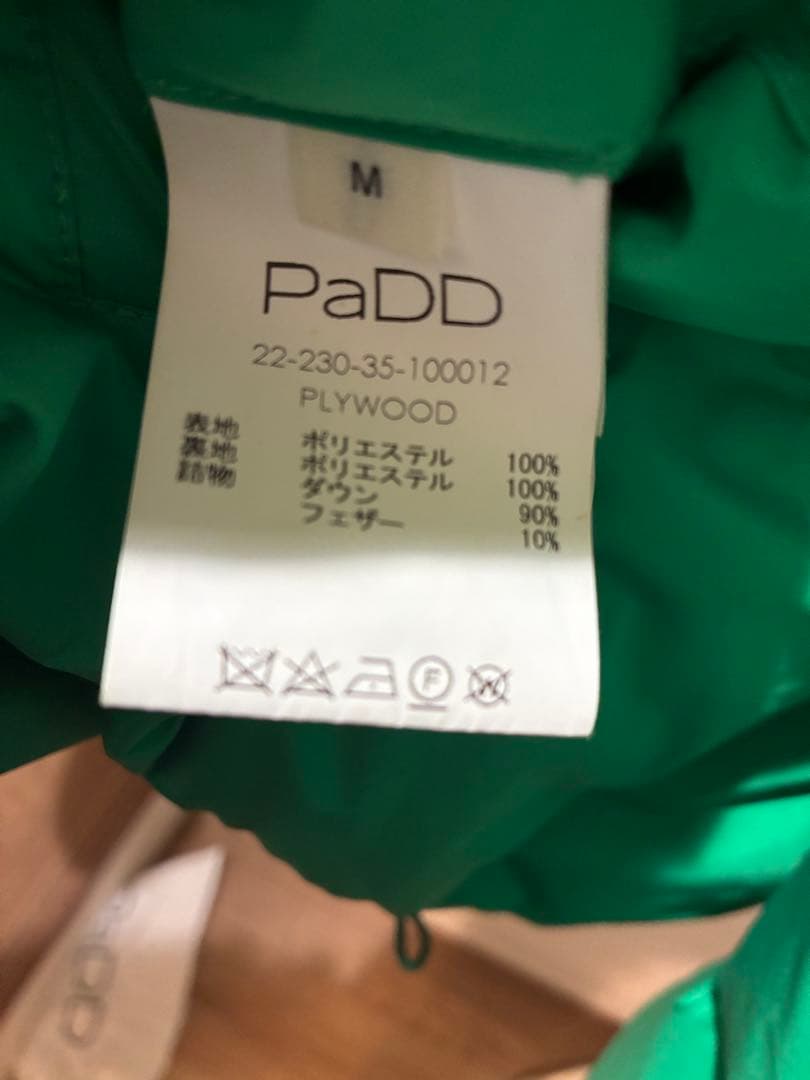 M
PaDD
22-230-35-100012
PLYWOOD
表地 ポリエステル 100%
裏地 ポリエステル 100%
詰物 ダウン 90%
フェザー 10%
F
W
PaDD